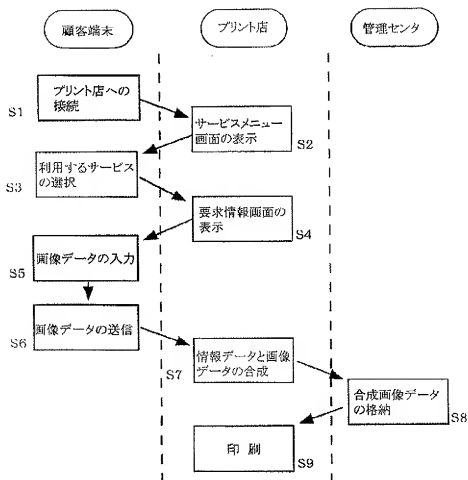 顧客端末
プリント店
管理センタ
プリント店への
接続
S1
サービスメニュー
画面の表示
S2
利用するサービス
の選択
S3
要求情報画面の
表示
S4
画像データの入力
S5
画像データの送信
S6
情報データと画像
データの合成
S7
合成画像データ
の格納
S8
印 刷
S9